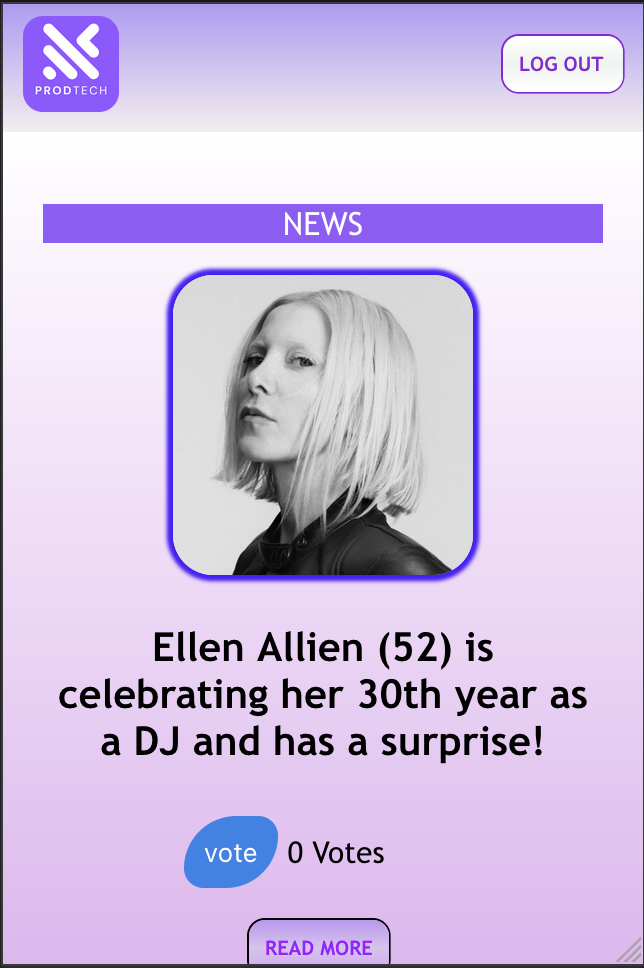 PRODTECH
LOG OUT
NEWS
Ellen Allien (52) is
celebrating her 30th year as
a DJ and has a surprise!
vote
0 Votes
READ MORE